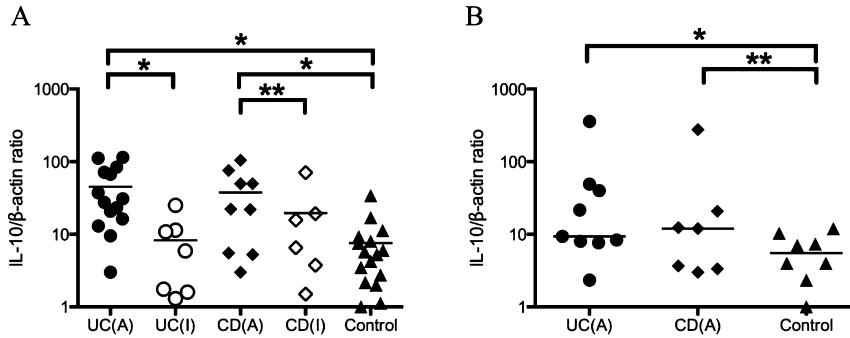 A
*
*
*
**
IL-10/β-actin ratio
1000
100
10
1
UC(A) UC(I) CD(A) CD(I) Control
B
*
**
IL-10/β-actin ratio
1000
100
10
1
UC(A) CD(A) Control